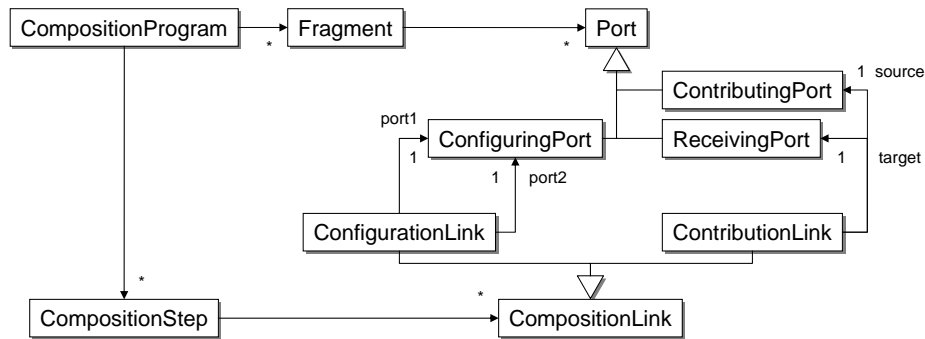 CompositionProgram
*
Fragment
*
Port
1 source
ContributingPort
port1
1
ConfiguringPort
ReceivingPort
1
target
1
port2
ConfigurationLink
ContributionLink
*
*
CompositionStep
CompositionLink